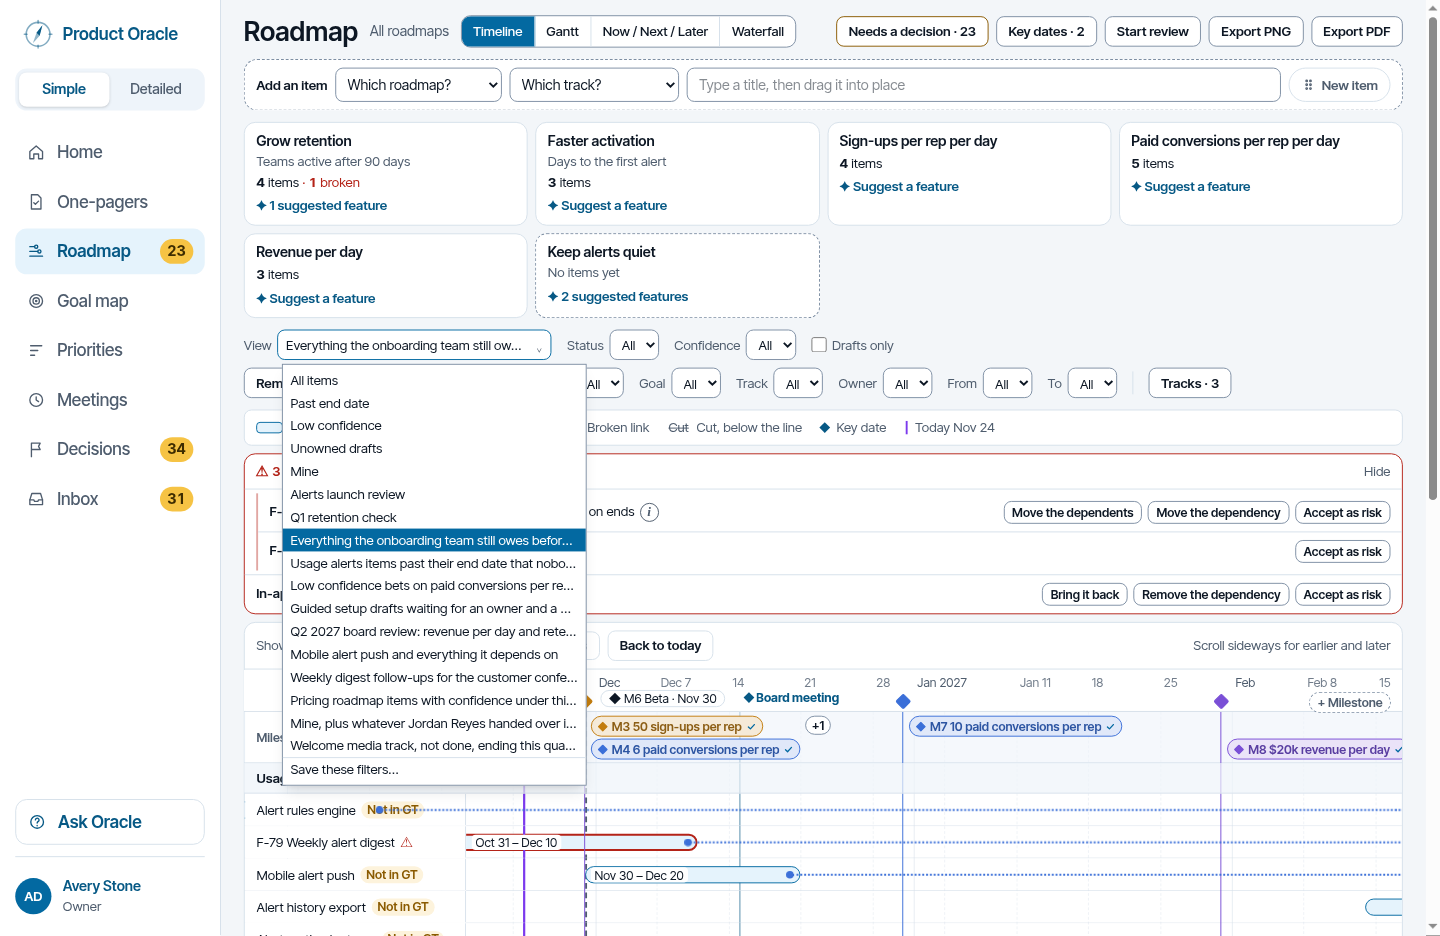 Product Oracle
Simple Detailed
Home
One-pagers
Roadmap 23
Goal map
Priorities
Meetings
Decisions 34
Inbox 31
Ask Oracle
AD Avery Stone
Owner
Roadmap All roadmaps Timeline Gantt Now / Next / Later Waterfall Needs a decision · 23 Key dates · 2 Start review Export PNG Export PDF
Add an item Which roadmap? Which track? Type a title, then drag it into place New item
Grow retention
Teams active after 90 days
4 items · 1 broken
1 suggested feature
Faster activation
Days to the first alert
3 items
Suggest a feature
Sign-ups per rep per day
4 items
Suggest a feature
Paid conversions per rep per day
5 items
Suggest a feature
Revenue per day
3 items
Suggest a feature
Keep alerts quiet
No items yet
2 suggested features
View Everything the onboarding team still ow... Status All Confidence All Drafts only
Rem All Goal All Track All Owner All From All To All Tracks · 3
All items
Past end date
Low confidence
Unowned drafts
Mine
Alerts launch review
Q1 retention check
Everything the onboarding team still owes befor...
Usage alerts items past their end date that nobo...
Low confidence bets on paid conversions per re...
Guided setup drafts waiting for an owner and a ...
Q2 2027 board review: revenue per day and rete...
Mobile alert push and everything it depends on
Weekly digest follow-ups for the customer confe...
Pricing roadmap items with confidence under thi...
Mine, plus whatever Jordan Reyes handed over i...
Welcome media track, not done, ending this qua...
Save these filters...
Broken link Cut Cut, below the line Key date Today Nov 24
3 Hide
F- on ends i Move the dependents Move the dependency Accept as risk
F- Accept as risk
In-ap Bring it back Remove the dependency Accept as risk
Show Back to today Scroll sideways for earlier and later
Dec Dec 7 14 21 28 Jan 2027 Jan 11 18 25 Feb Feb 8 15
M6 Beta · Nov 30 Board meeting + Milestone
Miles M3 50 sign-ups per rep +1 M7 10 paid conversions per rep
M4 6 paid conversions per rep M8 $20k revenue per day
Usag
Alert rules engine Not in GT
F-79 Weekly alert digest Oct 31 – Dec 10
Mobile alert push Not in GT Nov 30 – Dec 20
Alert history export Not in GT